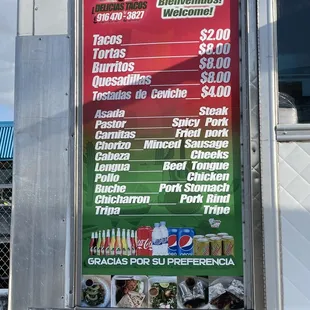 ¡DELICIAS TACOS
916 470-3827
¡Bienvenidos!
Welcome!
Tacos $2.00
Tortas $8.00
Burritos $8.00
Quesadillas $8.00
Tostadas de Ceviche $4.00
Asada Steak
Pastor Spicy Pork
Carnitas Fried pork
Chorizo Minced Sausage
Cabeza Cheeks
Lengua Beef Tongue
Pollo Chicken
Buche Pork Stomach
Chicharron Pork Rind
Tripa Tripe
GRACIAS POR SU PREFERENCIA